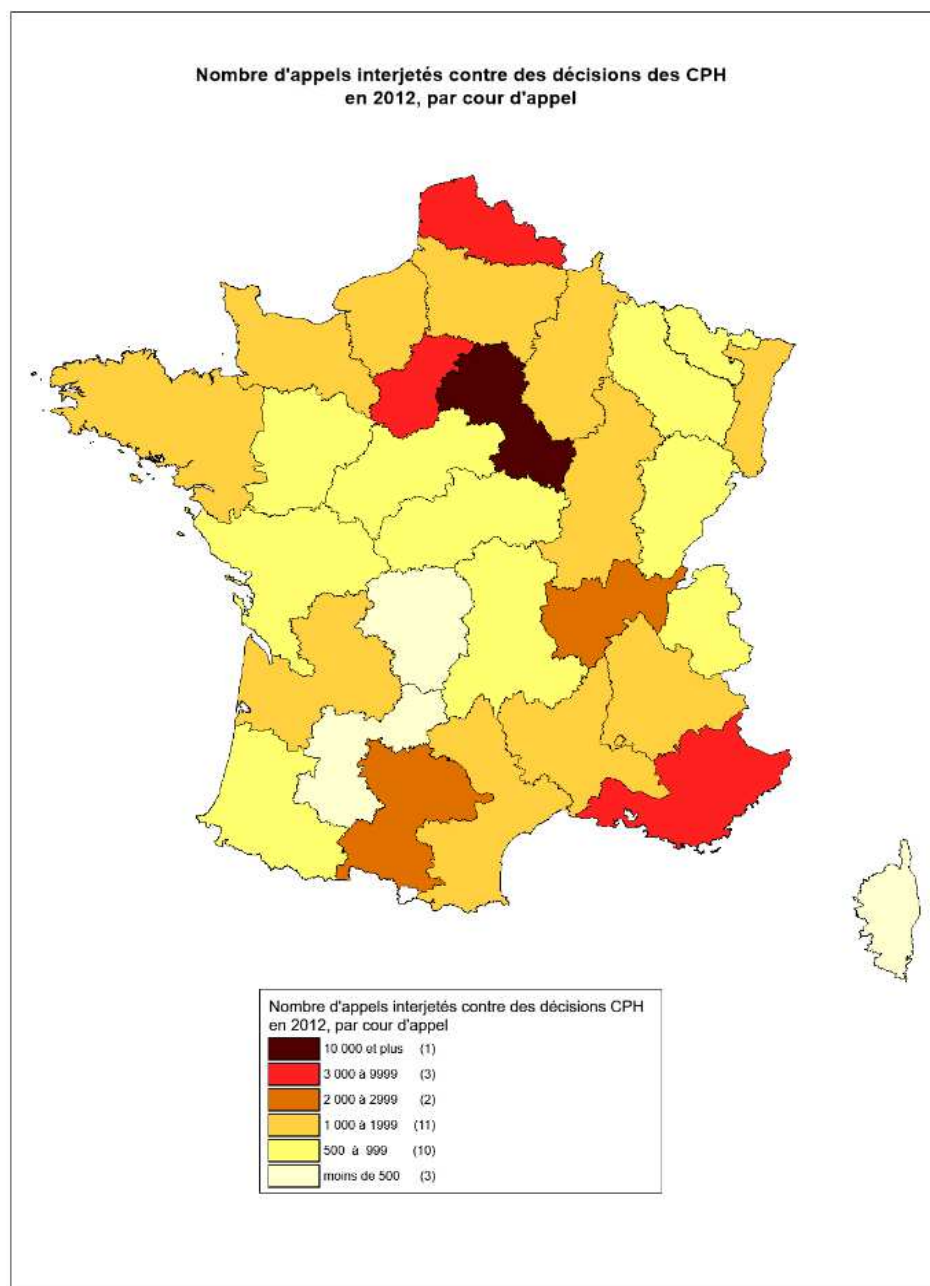 Nombre d'appels interjetés contre des décisions des CPH
en 2012, par cour d'appel
Nombre d'appels interjetés contre des décisions CPH
en 2012, par cour d'appel
10 000 et plus (1)
3 000 à 9999 (3)
2 000 à 2999 (2)
1 000 à 1999 (11)
500 à 999 (10)
moins de 500 (3)